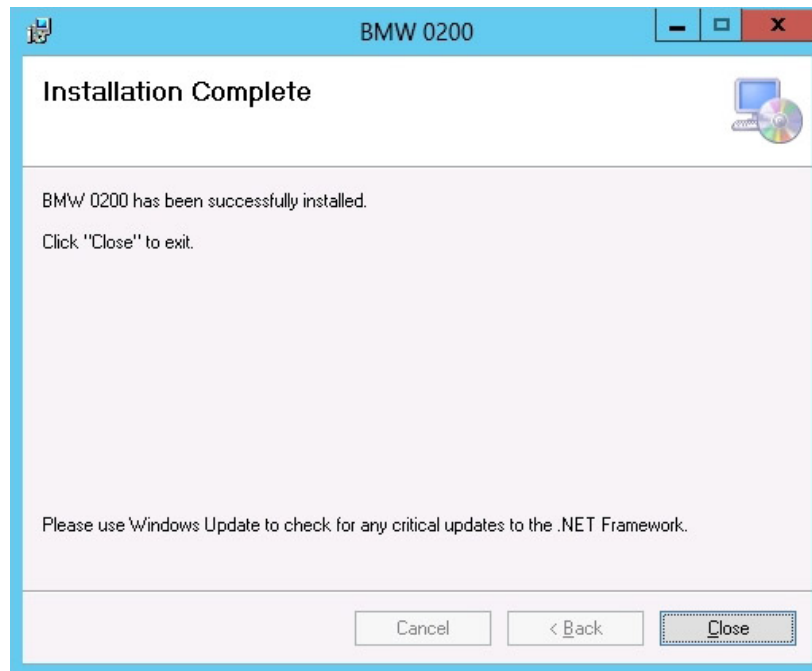 BMW 0200
Installation Complete
BMW 0200 has been successfully installed.
Click "Close" to exit.
Please use Windows Update to check for any critical updates to the .NET Framework.
Cancel
< Back
Close